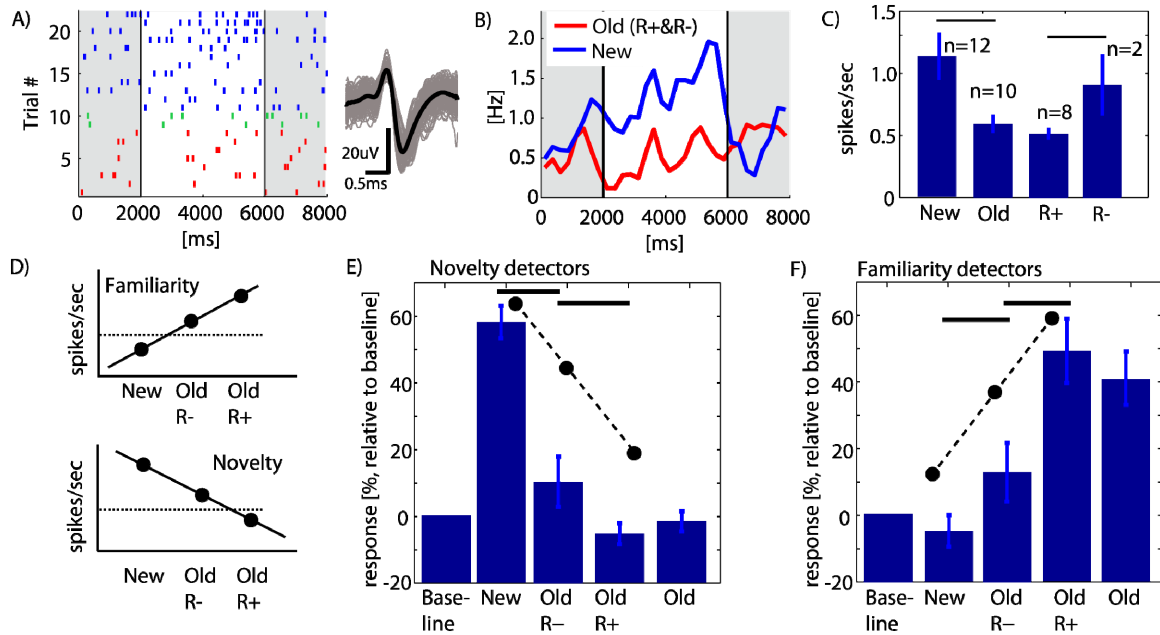 A)
Trial #
20
15
10
5
0 2000 4000 6000 8000
[ms]
20uV
0.5ms
B)
Old (R+&R-)
New
[Hz]
2.0
1.5
1.0
0.5
0
0 2000 4000 6000 8000
[ms]
C)
spikes/sec
1.5
1.0
0.5
0
n=12
n=10
n=8
n=2
New Old R+ R-
D)
Familiarity
spikes/sec
New Old Old
R- R+
Novelty
spikes/sec
New Old Old
R- R+
E) Novelty detectors
response [%, relative to baseline]
60
40
20
0
-20
Base- New Old Old Old
line R− R+
F) Familiarity detectors
response [%, relative to baseline]
60
40
20
0
-20
Base- New Old Old Old
line R− R+